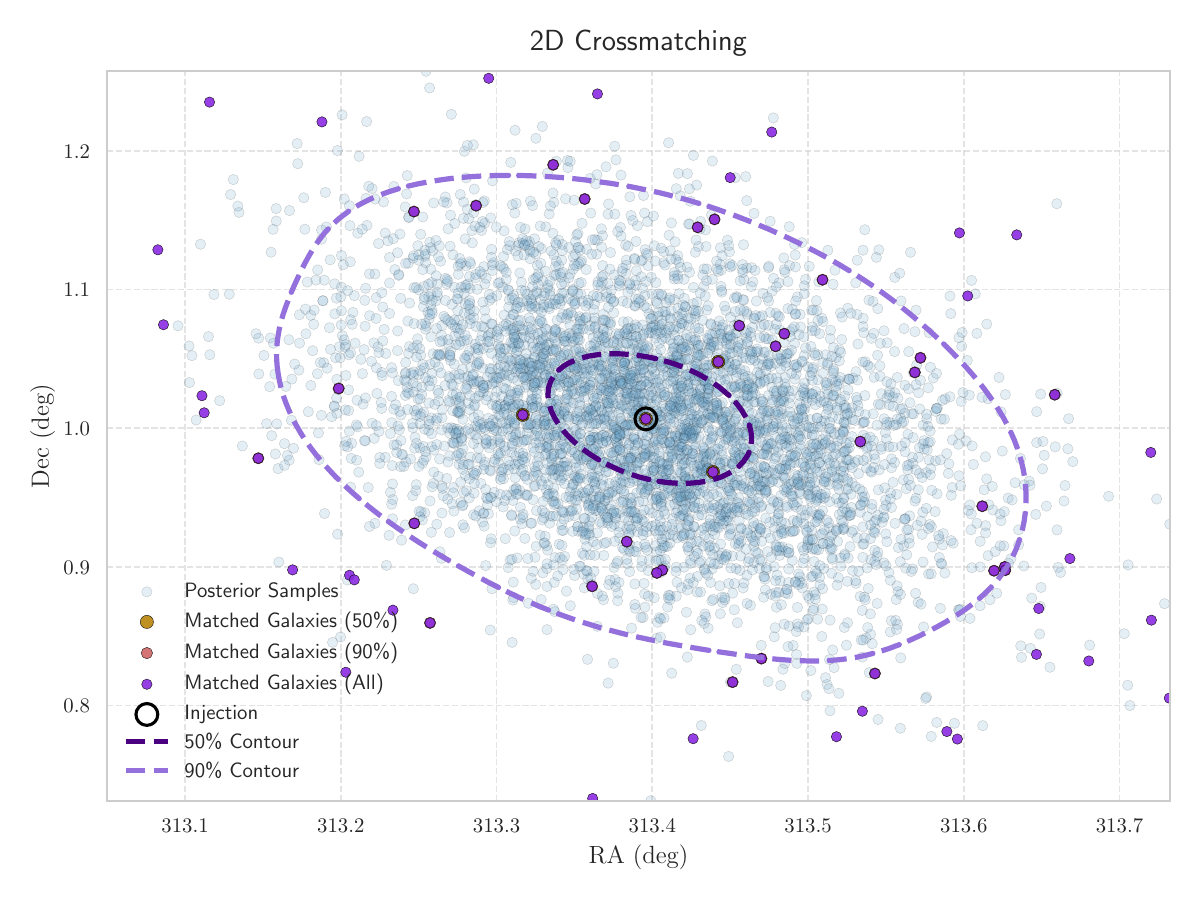 2D Crossmatching
Dec (deg)
1.2
1.1
1.0
0.9
0.8
Posterior Samples
Matched Galaxies (50%)
Matched Galaxies (90%)
Matched Galaxies (All)
Injection
50% Contour
90% Contour
313.1 313.2 313.3 313.4 313.5 313.6 313.7
RA (deg)